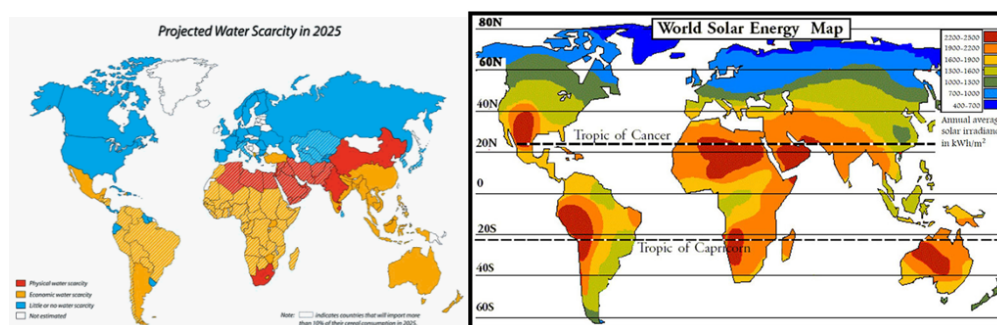 Projected Water Scarcity in 2025
Physical water scarcity
Economic water scarcity
Little or no water scarcity
Not estimated
Note: indicates countries that will import more
than 10% of their cereal consumption in 2025.
World Solar Energy Map
80N
60N
40N
20N
0
20S
40S
60S
Tropic of Cancer
Tropic of Capricorn
2200-2500
1900-2200
1600-1900
1300-1600
1000-1300
700-1000
400-700
Annual average
solar irradiance
in kWh/m²